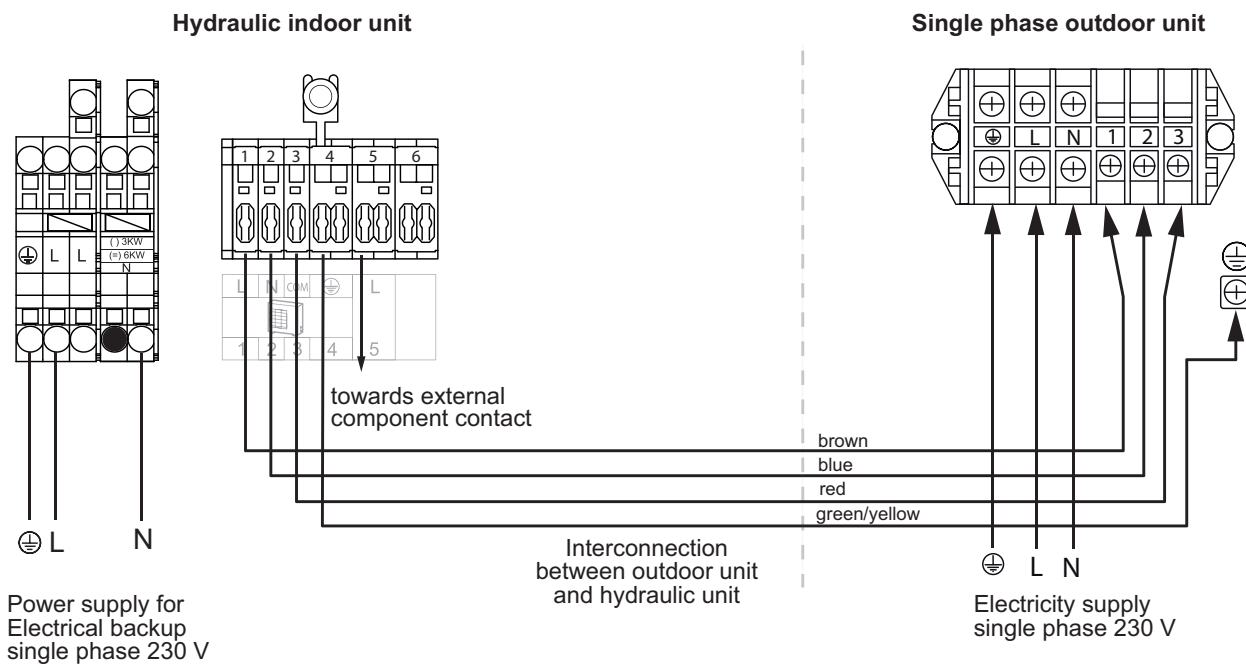 Hydraulic indoor unit
Single phase outdoor unit
1 2 3 4 5 6
L N 1 2 3
( ) 3KW
L L (=) 6KW
N
L N COM L
1 2 3 4 5
towards external
component contact
brown
blue
red
green/yellow
L N
Interconnection
between outdoor unit
and hydraulic unit
L N
Power supply for
Electrical backup
single phase 230 V
Electricity supply
single phase 230 V